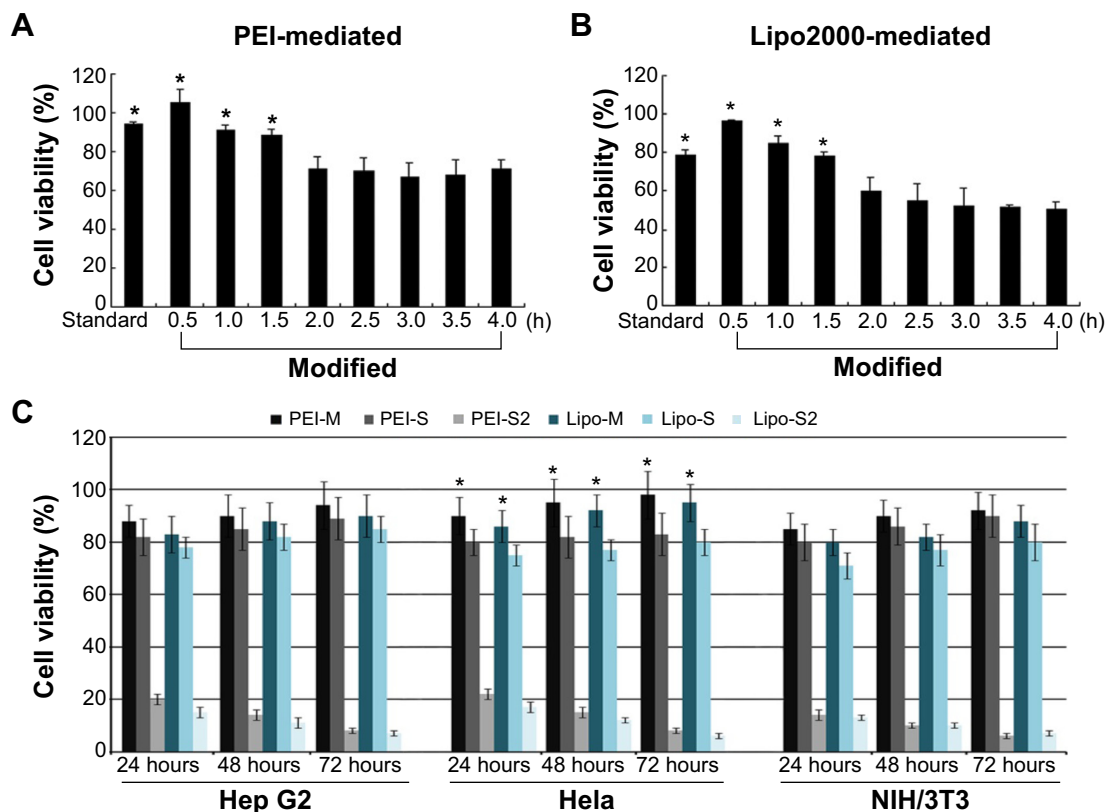 A
PEI-mediated
Cell viability (%)
120
100
80
60
40
20
0
* * * *
Standard 0.5 1.0 1.5 2.0 2.5 3.0 3.5 4.0 (h)
Modified
B
Lipo2000-mediated
Cell viability (%)
120
100
80
60
40
20
0
* * * *
Standard 0.5 1.0 1.5 2.0 2.5 3.0 3.5 4.0 (h)
Modified
C
PEI-M PEI-S PEI-S2 Lipo-M Lipo-S Lipo-S2
Cell viability (%)
120
100
80
60
40
20
0
* * * * * *
24 hours 48 hours 72 hours 24 hours 48 hours 72 hours 24 hours 48 hours 72 hours
Hep G2 Hela NIH/3T3